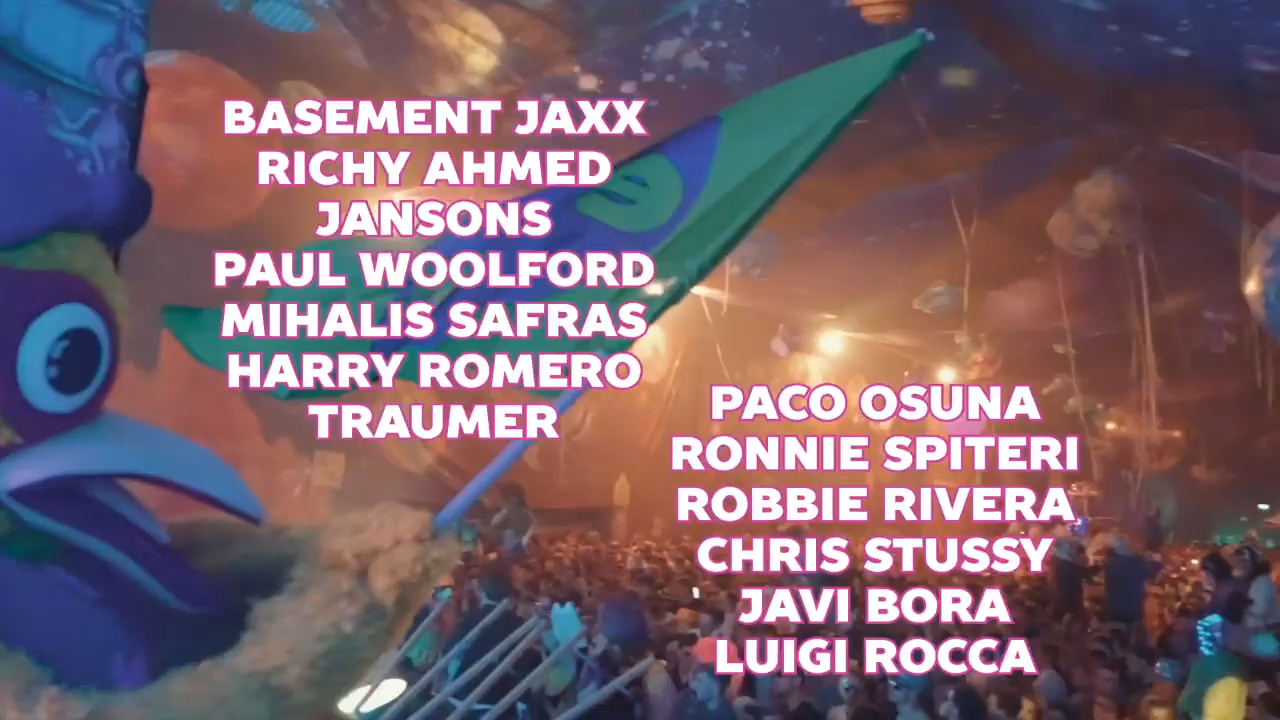 BASEMENT JAXX
RICHY AHMED
JANSONS
PAUL WOOLFORD
MIHALIS SAFRAS
HARRY ROMERO
TRAUMER
PACO OSUNA
RONNIE SPITERI
ROBBIE RIVERA
CHRIS STUSSY
JAVI BORA
LUIGI ROCCA